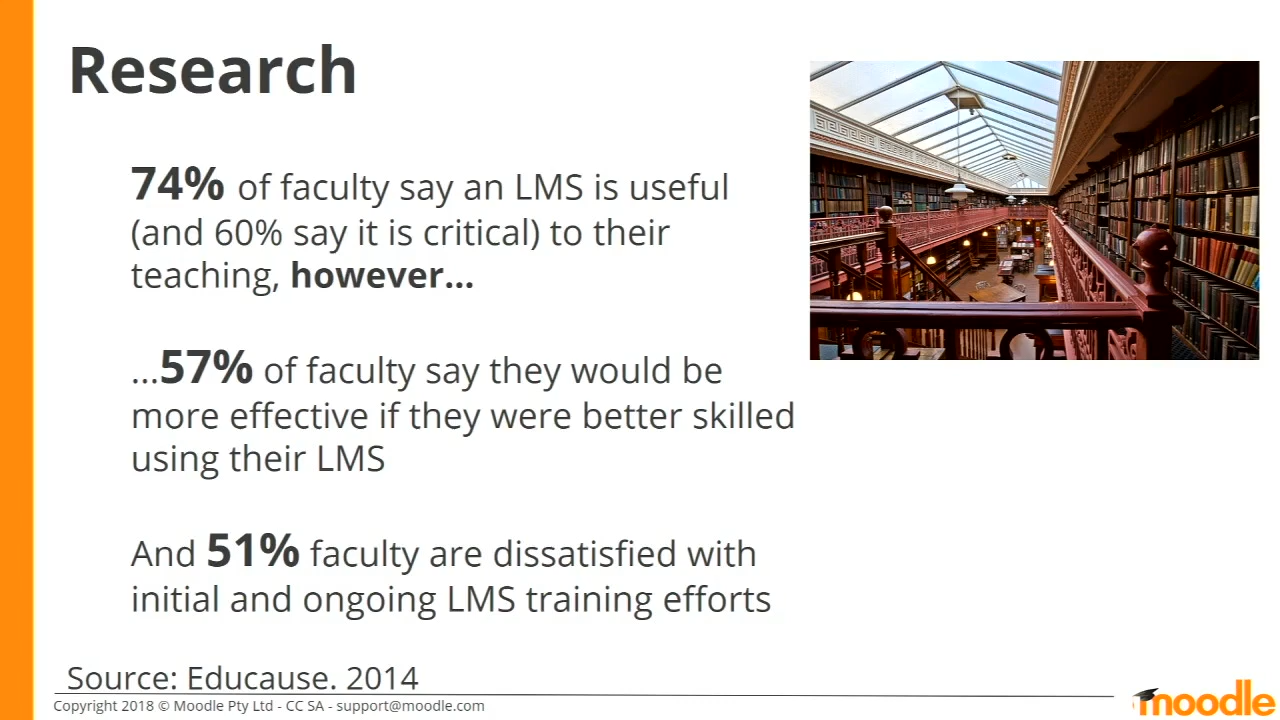 Research
74% of faculty say an LMS is useful
(and 60% say it is critical) to their
teaching, however...
...57% of faculty say they would be
more effective if they were better skilled
using their LMS
And 51% faculty are dissatisfied with
initial and ongoing LMS training efforts
Source: Educause. 2014
Copyright 2018 © Moodle Pty Ltd - CC SA - support@moodle.com
moodle